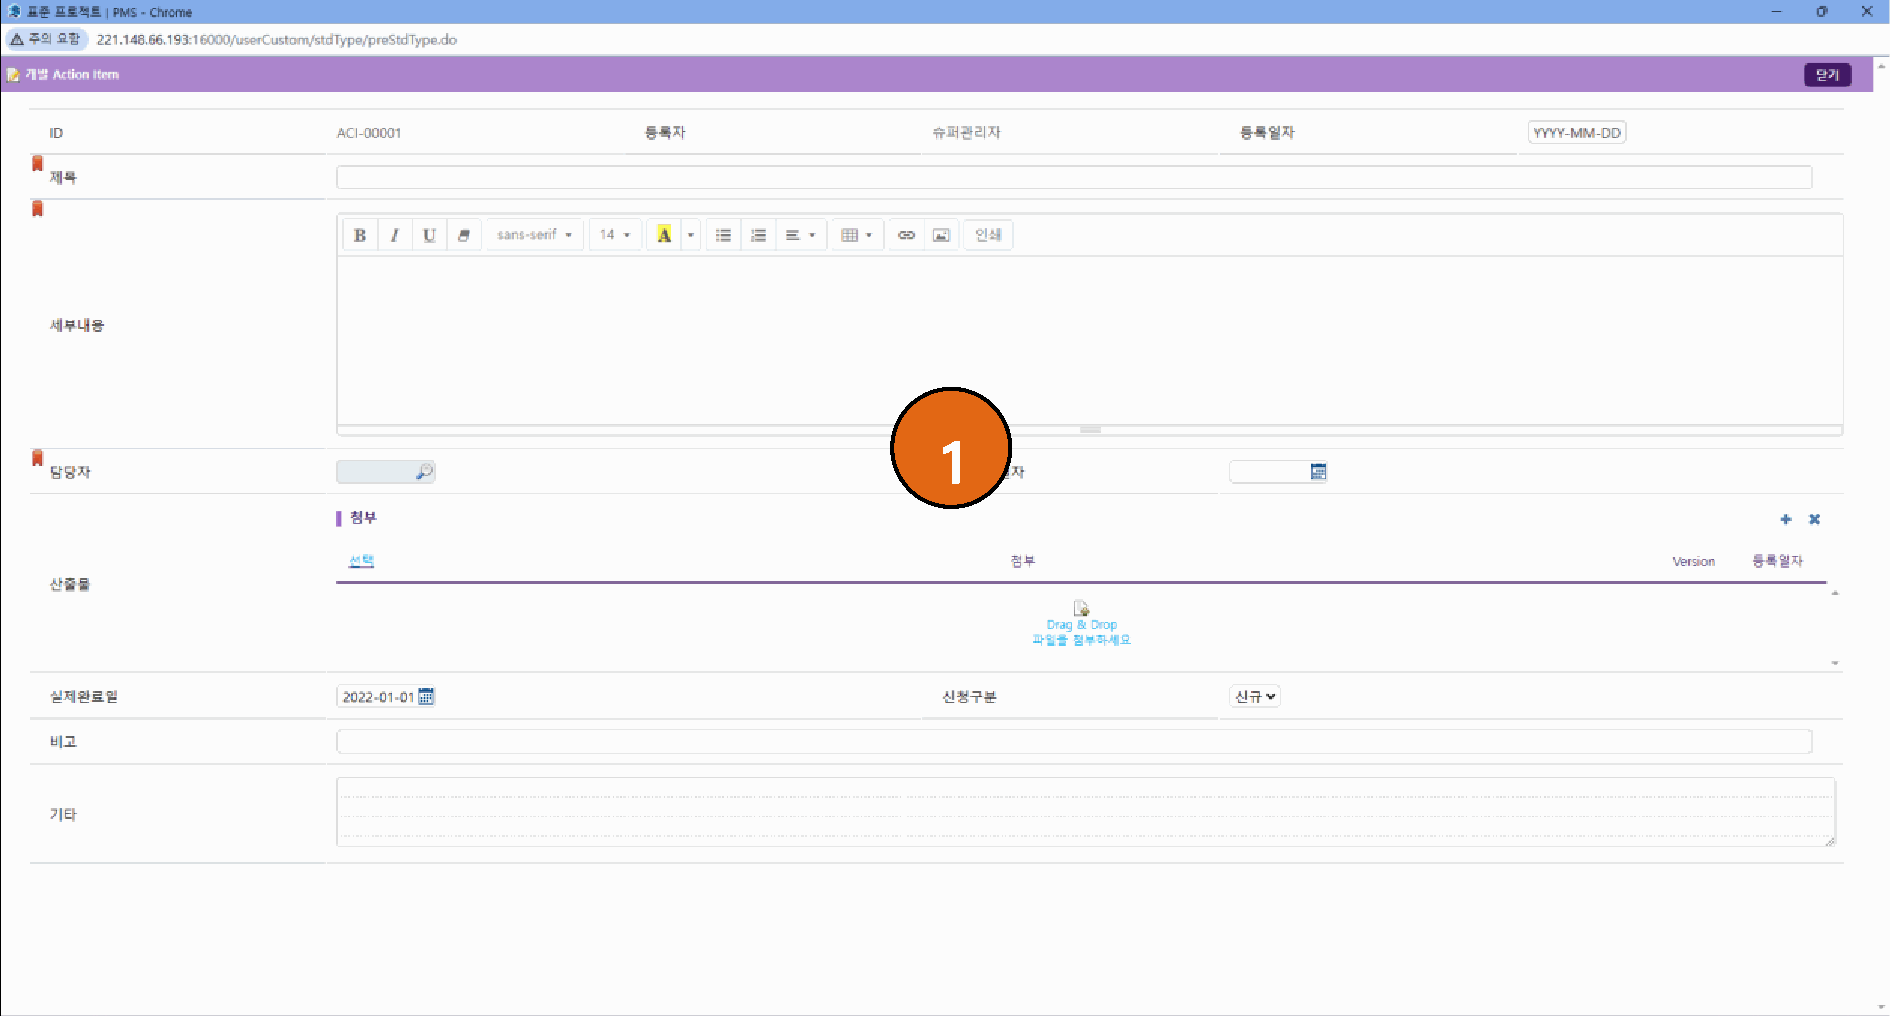 표준 프로젝트 | PMS - Chrome
주의 요함 221.148.66.193:16000/userCustom/stdType/preStdType.do
개발 Action Item 닫기
ID ACI-00001 등록자 슈퍼관리자 등록일자 YYYY-MM-DD
제목
B I U sans-serif 14 A 인쇄
세부내용
1
담당자 자
첨부
선택 첨부 Version 등록일자
산출물
Drag & Drop
파일을 첨부하세요
실제완료일 2022-01-01 신청구분 신규
비고
기타